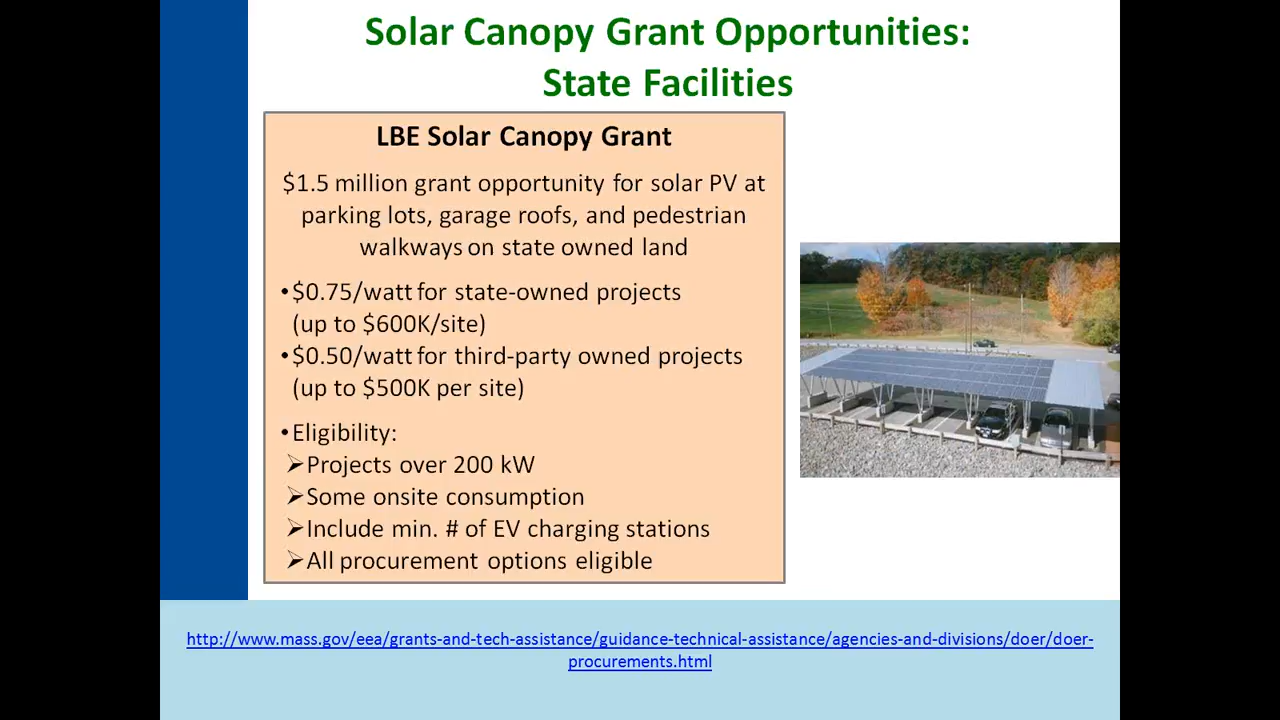 Solar Canopy Grant Opportunities:
State Facilities
LBE Solar Canopy Grant
$1.5 million grant opportunity for solar PV at
parking lots, garage roofs, and pedestrian
walkways on state owned land
•$0.75/watt for state-owned projects
(up to $600K/site)
•$0.50/watt for third-party owned projects
(up to $500K per site)
•Eligibility:
➢Projects over 200 kW
➢Some onsite consumption
➢Include min. # of EV charging stations
➢All procurement options eligible
http://www.mass.gov/eea/grants-and-tech-assistance/guidance-technical-assistance/agencies-and-divisions/doer/doer-
procurements.html